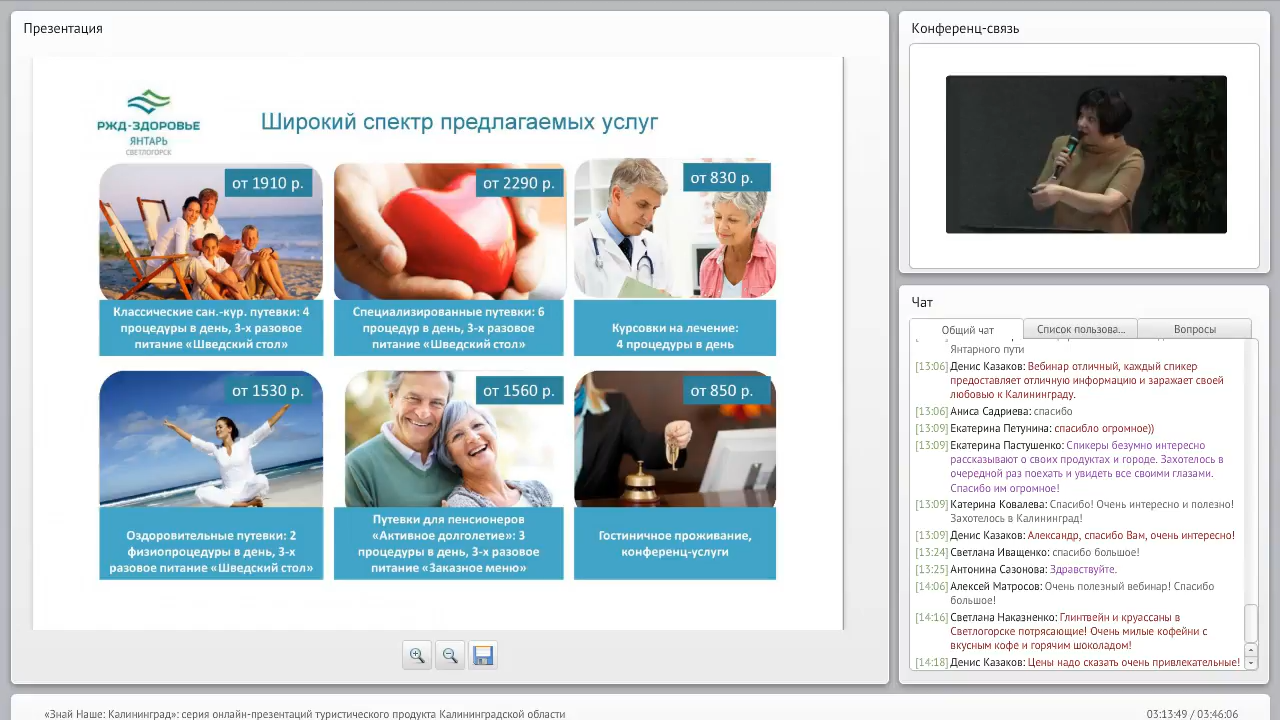 Презентация
РЖД-ЗДОРОВЬЕ
ЯНТАРЬ
СВЕТЛОГОРСК
Широкий спектр предлагаемых услуг
от 1910 р.
Классические сан.-кур. путевки: 4
процедуры в день, 3-х разовое
питание «Шведский стол»
от 2290 р.
Специализированные путевки: 6
процедур в день, 3-х разовое
питание «Шведский стол»
от 830 р.
Курсовки на лечение:
4 процедуры в день
от 1530 р.
Оздоровительные путевки: 2
физиопроцедуры в день, 3-х
разовое питание «Шведский стол»
от 1560 р.
Путевки для пенсионеров
«Активное долголетие»: 3
процедуры в день, 3-х разовое
питание «Заказное меню»
от 850 р.
Гостиничное проживание,
конференц-услуги
Конференц-связь
Чат
Общий чат
Список пользова...
Вопросы
Янтарного пути
[13:06] Денис Казаков: Вебинар отличный, каждый спикер
предоставляет отличную информацию и заражает своей
любовью к Калининграду.
[13:06] Аниса Садриева: спасибо
[13:09] Екатерина Петунина: спасибло огромное))
[13:09] Екатерина Пастушенко: Спикеры безумно интересно
рассказывают о своих продуктах и городе. Захотелось в
очередной раз поехать и увидеть все своими глазами.
Спасибо им огромное!
[13:09] Катерина Ковалева: Спасибо! Очень интересно и полезно!
Захотелось в Калининград!
[13:09] Денис Казаков: Александр, спасибо Вам, очень интересно!
[13:24] Светлана Иващенко: спасибо большое!
[13:25] Антонина Сазонова: Здравствуйте.
[14:06] Алексей Матросов: Очень полезный вебинар! Спасибо
большое!
[14:16] Светлана Наказненко: Глинтвейн и круассаны в
Светлогорске потрясающие! Очень милые кофейни с
вкусным кофе и горячим шоколадом!
[14:18] Денис Казаков: Цены надо сказать очень привлекательные!
«Знай Наше: Калининград»: серия онлайн-презентаций туристического продукта Калининградской области
03:13:49 / 03:46:06